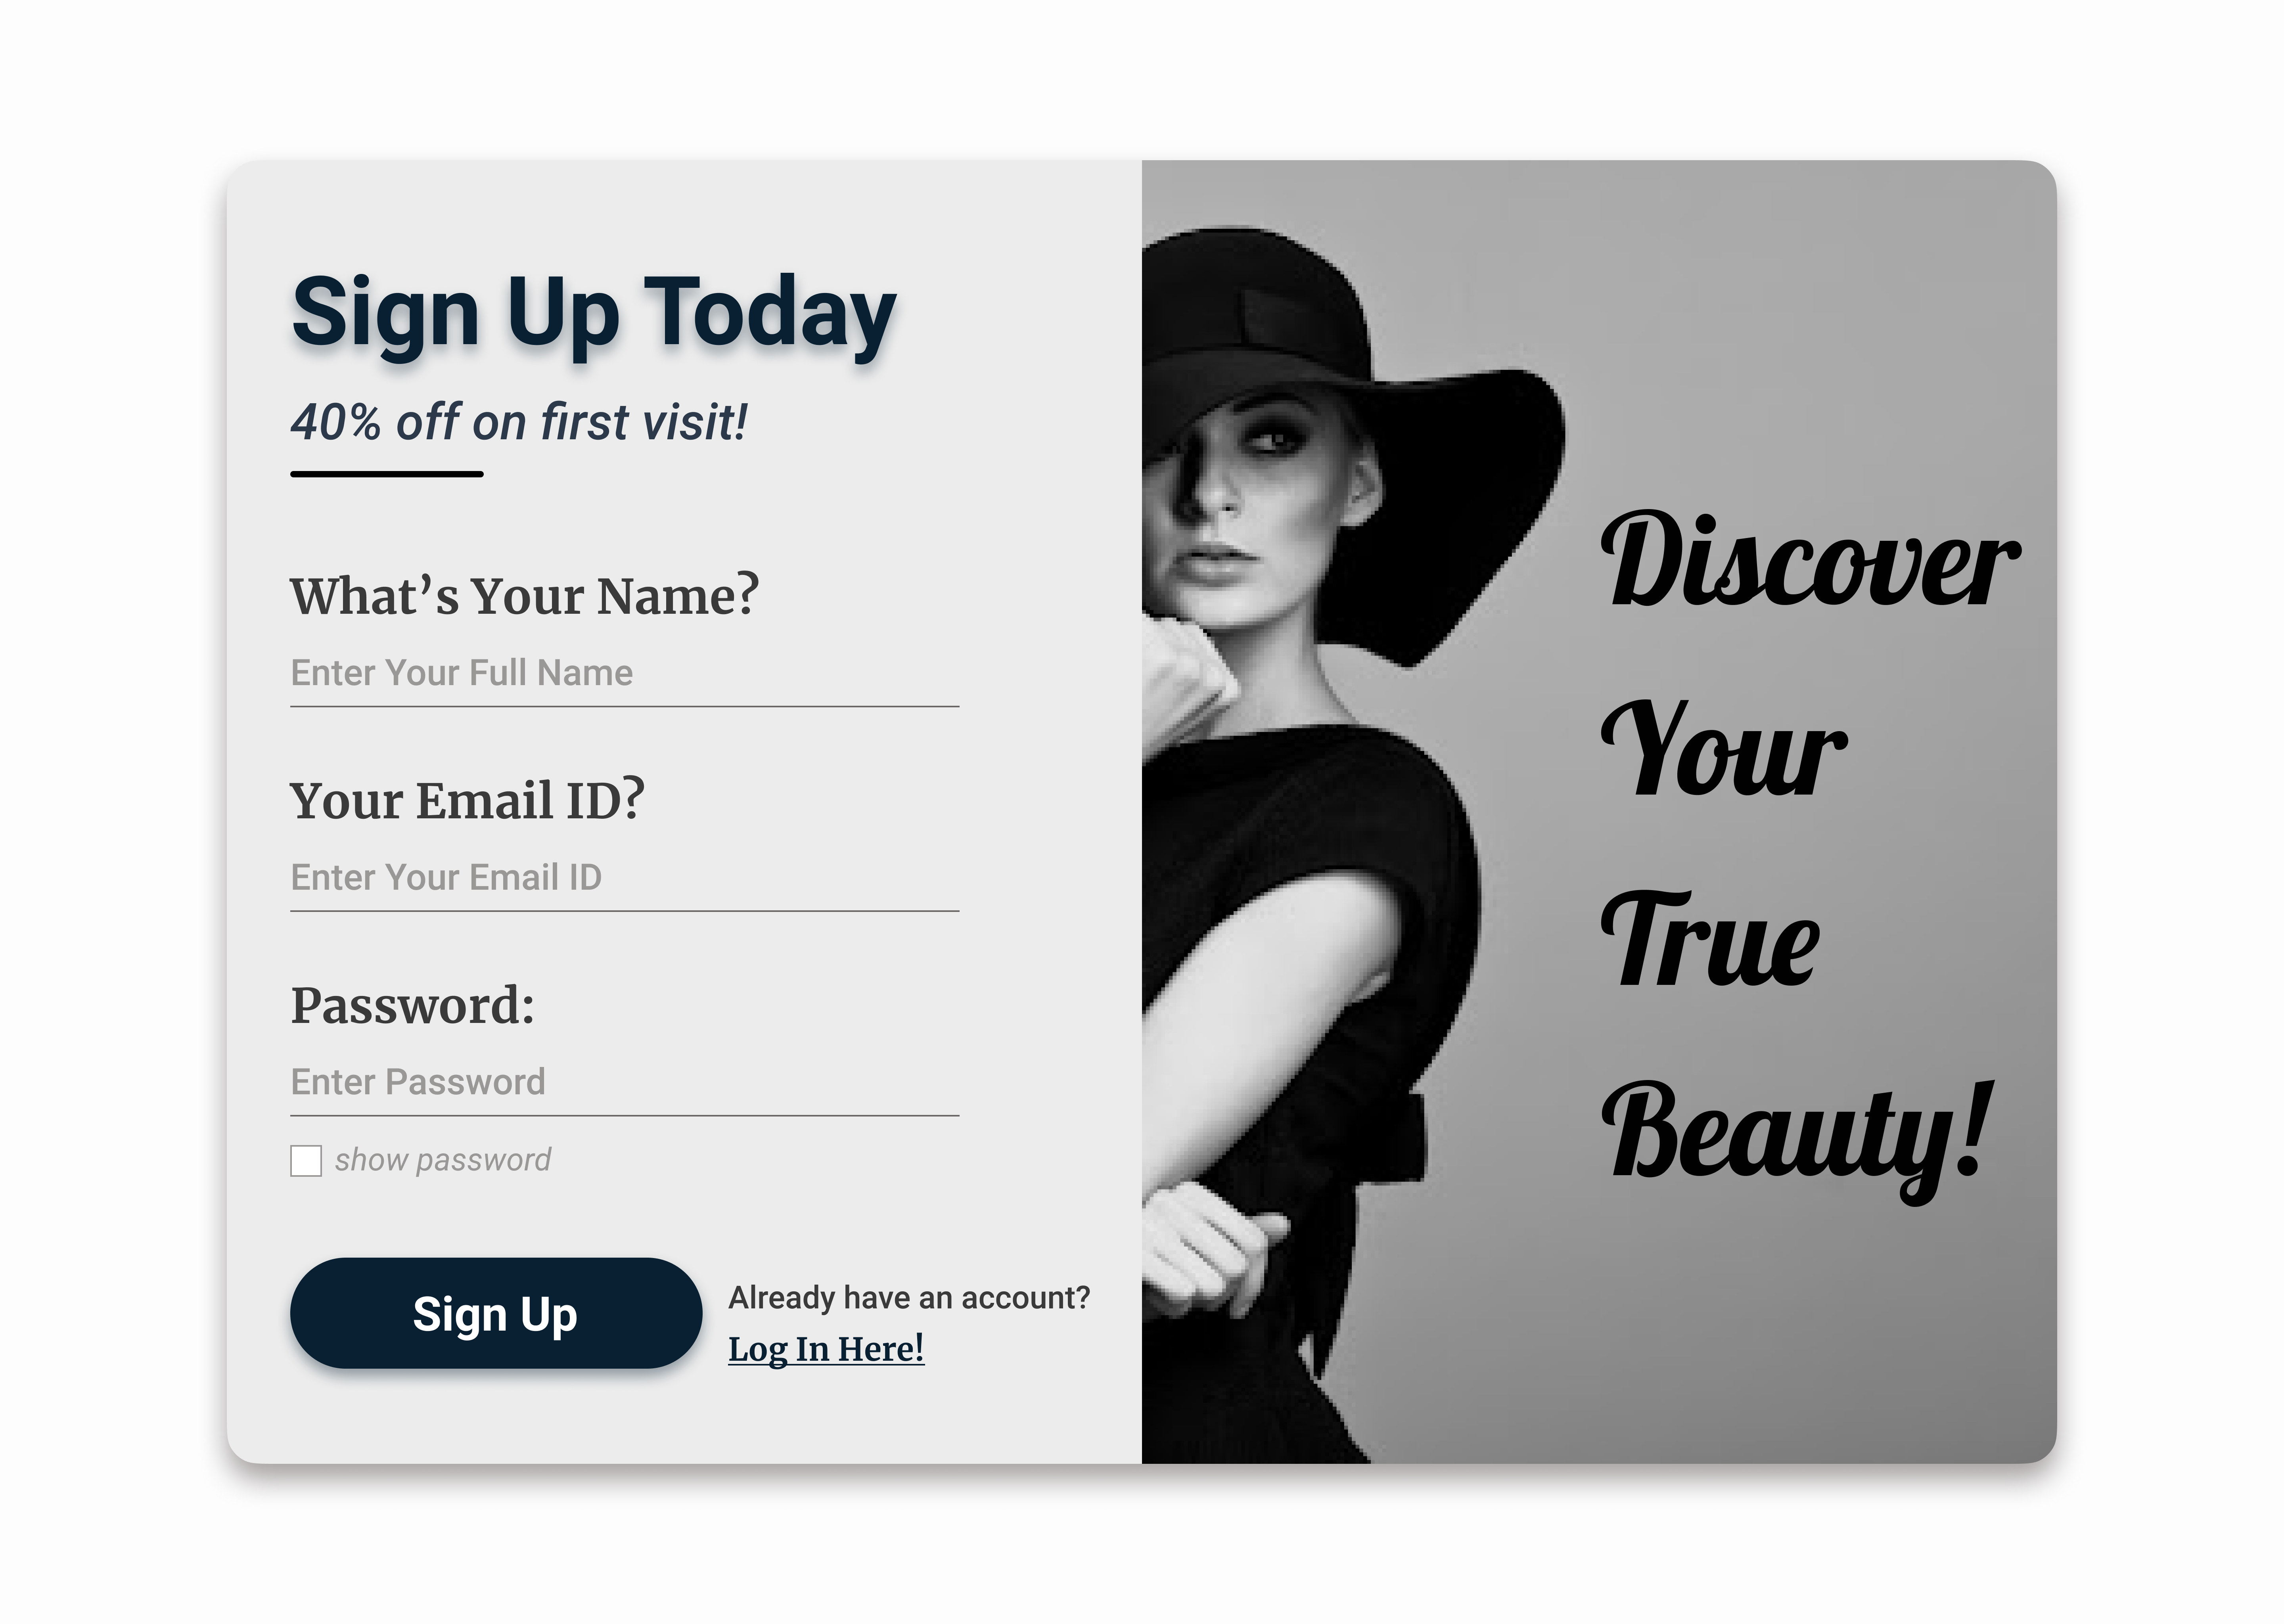 Sign Up Today
40% off on first visit!
What’s Your Name?
Enter Your Full Name
Your Email ID?
Enter Your Email ID
Password:
Enter Password
show password
Sign Up
Already have an account?
Log In Here!
Discover
Your
True
Beauty!